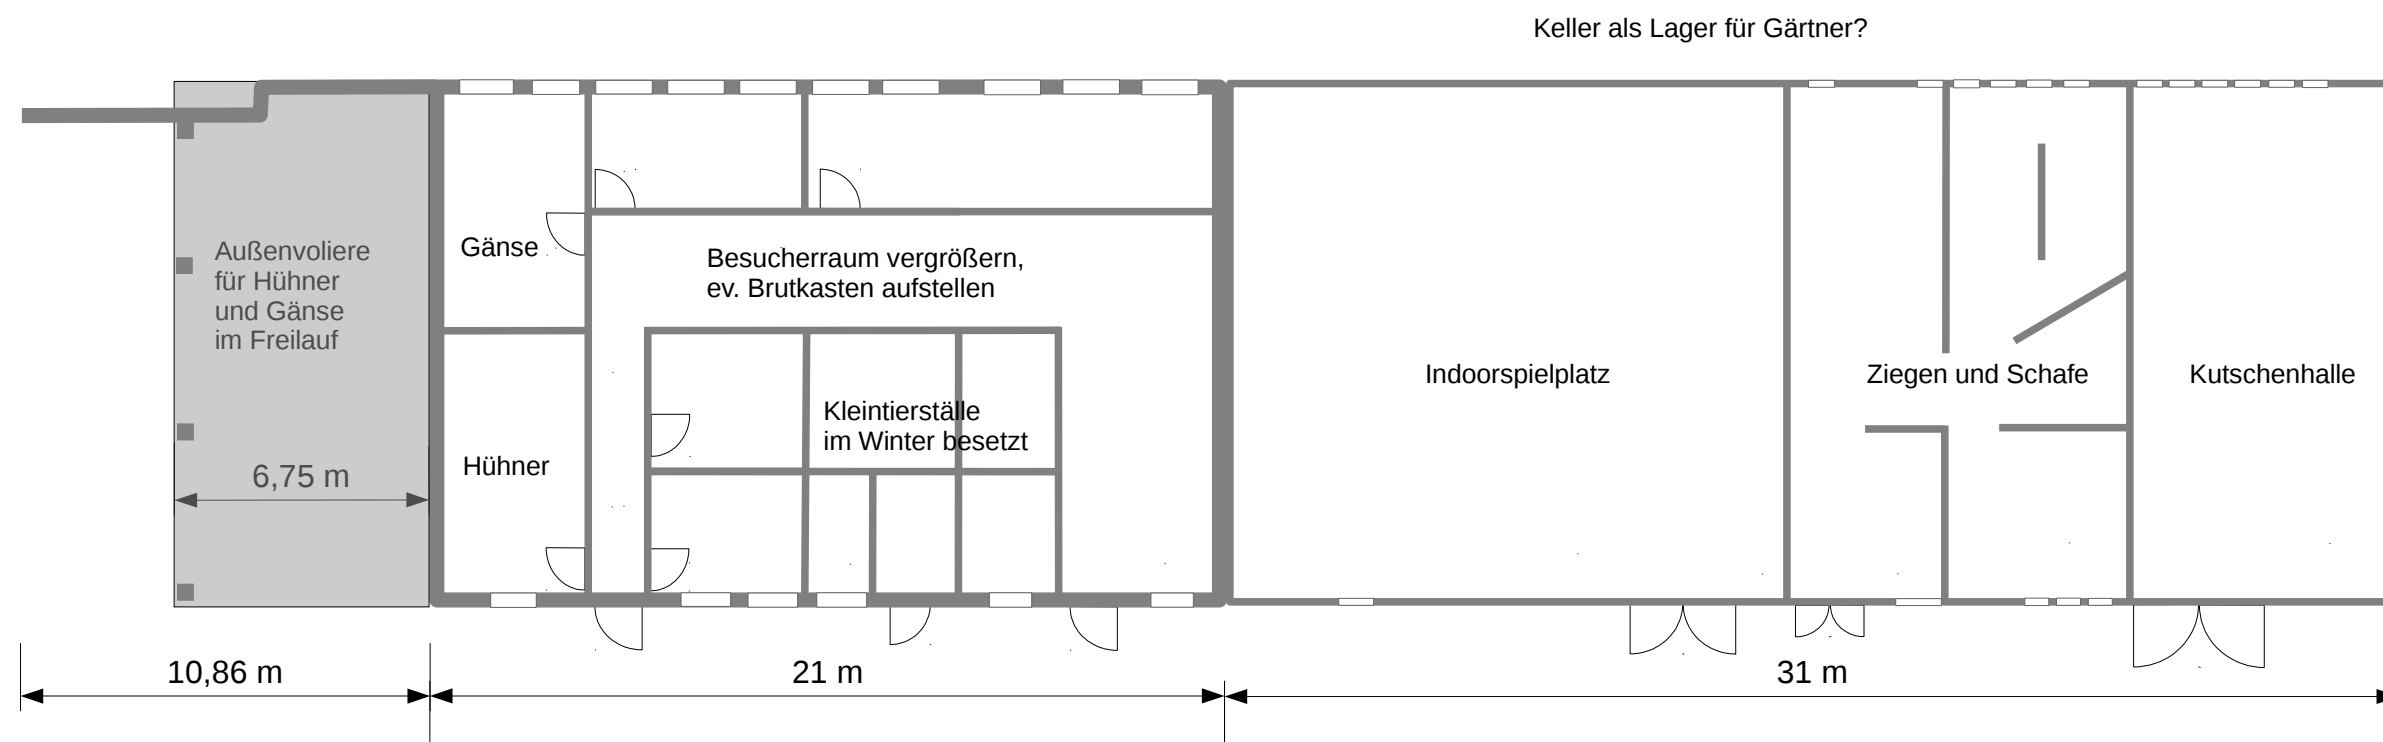 Keller als Lager für Gärtner?
Außenvoliere
für Hühner
und Gänse
im Freilauf
6,75 m
Gänse
Hühner
Besucherraum vergrößern,
ev. Brutkasten aufstellen
Kleintierställe
im Winter besetzt
Indoorspielplatz
Ziegen und Schafe
Kutschenhalle
10,86 m
21 m
31 m